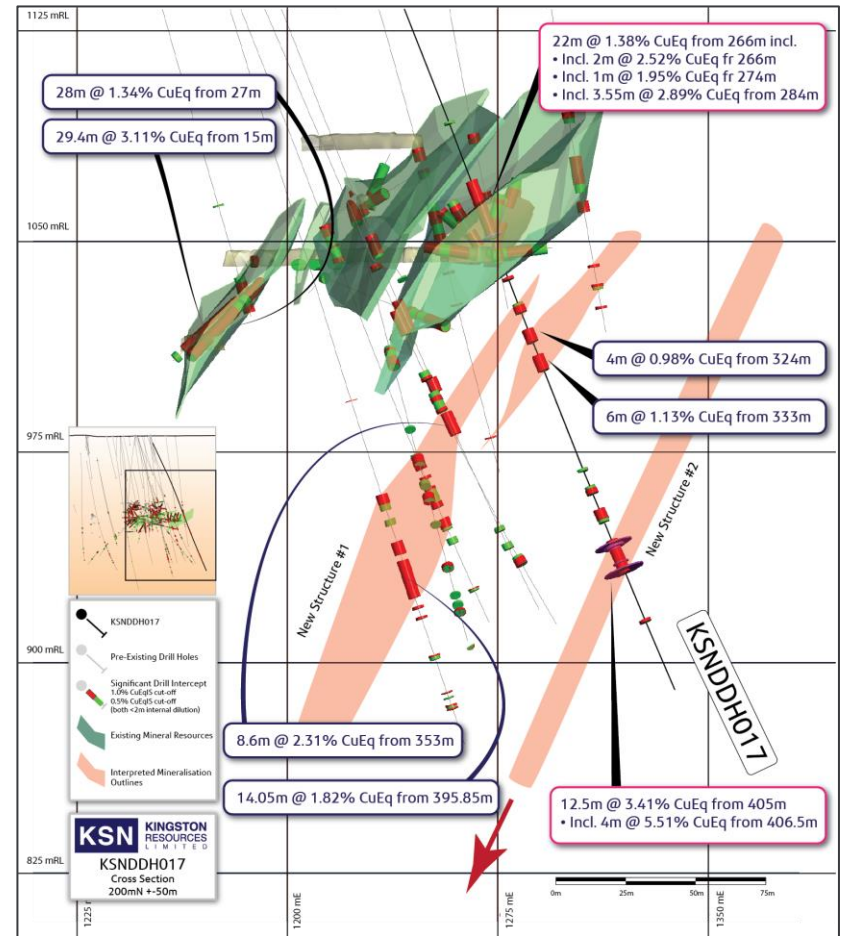 1125 mRL
22m @ 1.38% CuEq from 266m incl.
• Incl. 2m @ 2.52% CuEq fr 266m
• Incl. 1m @ 1.95% CuEq fr 274m
• Incl. 3.55m @ 2.89% CuEq from 284m
28m @ 1.34% CuEq from 27m
29.4m @ 3.11% CuEq from 15m
1050 mRL
4m @ 0.98% CuEq from 324m
6m @ 1.13% CuEq from 333m
975 mRL
New Structure #1
New Structure #2
KSNDDH017
Pre-Existing Drill Holes
Significant Drill Intercept
1.0% CuEqIS cut-off
0.5% CuEqIS cut-off
(both <2m internal dilution)
Existing Mineral Resources
Interpreted Mineralisation
Outlines
900 mRL
KSNDDH017
8.6m @ 2.31% CuEq from 353m
14.05m @ 1.82% CuEq from 395.85m
12.5m @ 3.41% CuEq from 405m
• Incl. 4m @ 5.51% CuEq from 406.5m
KSN KINGSTON
RESOURCES
LIMITED
KSNDDH017
Cross Section
200mN +-50m
825 mRL
0m 25m 50m 75m
1225
1200 mE
1275 mE
1350 mE